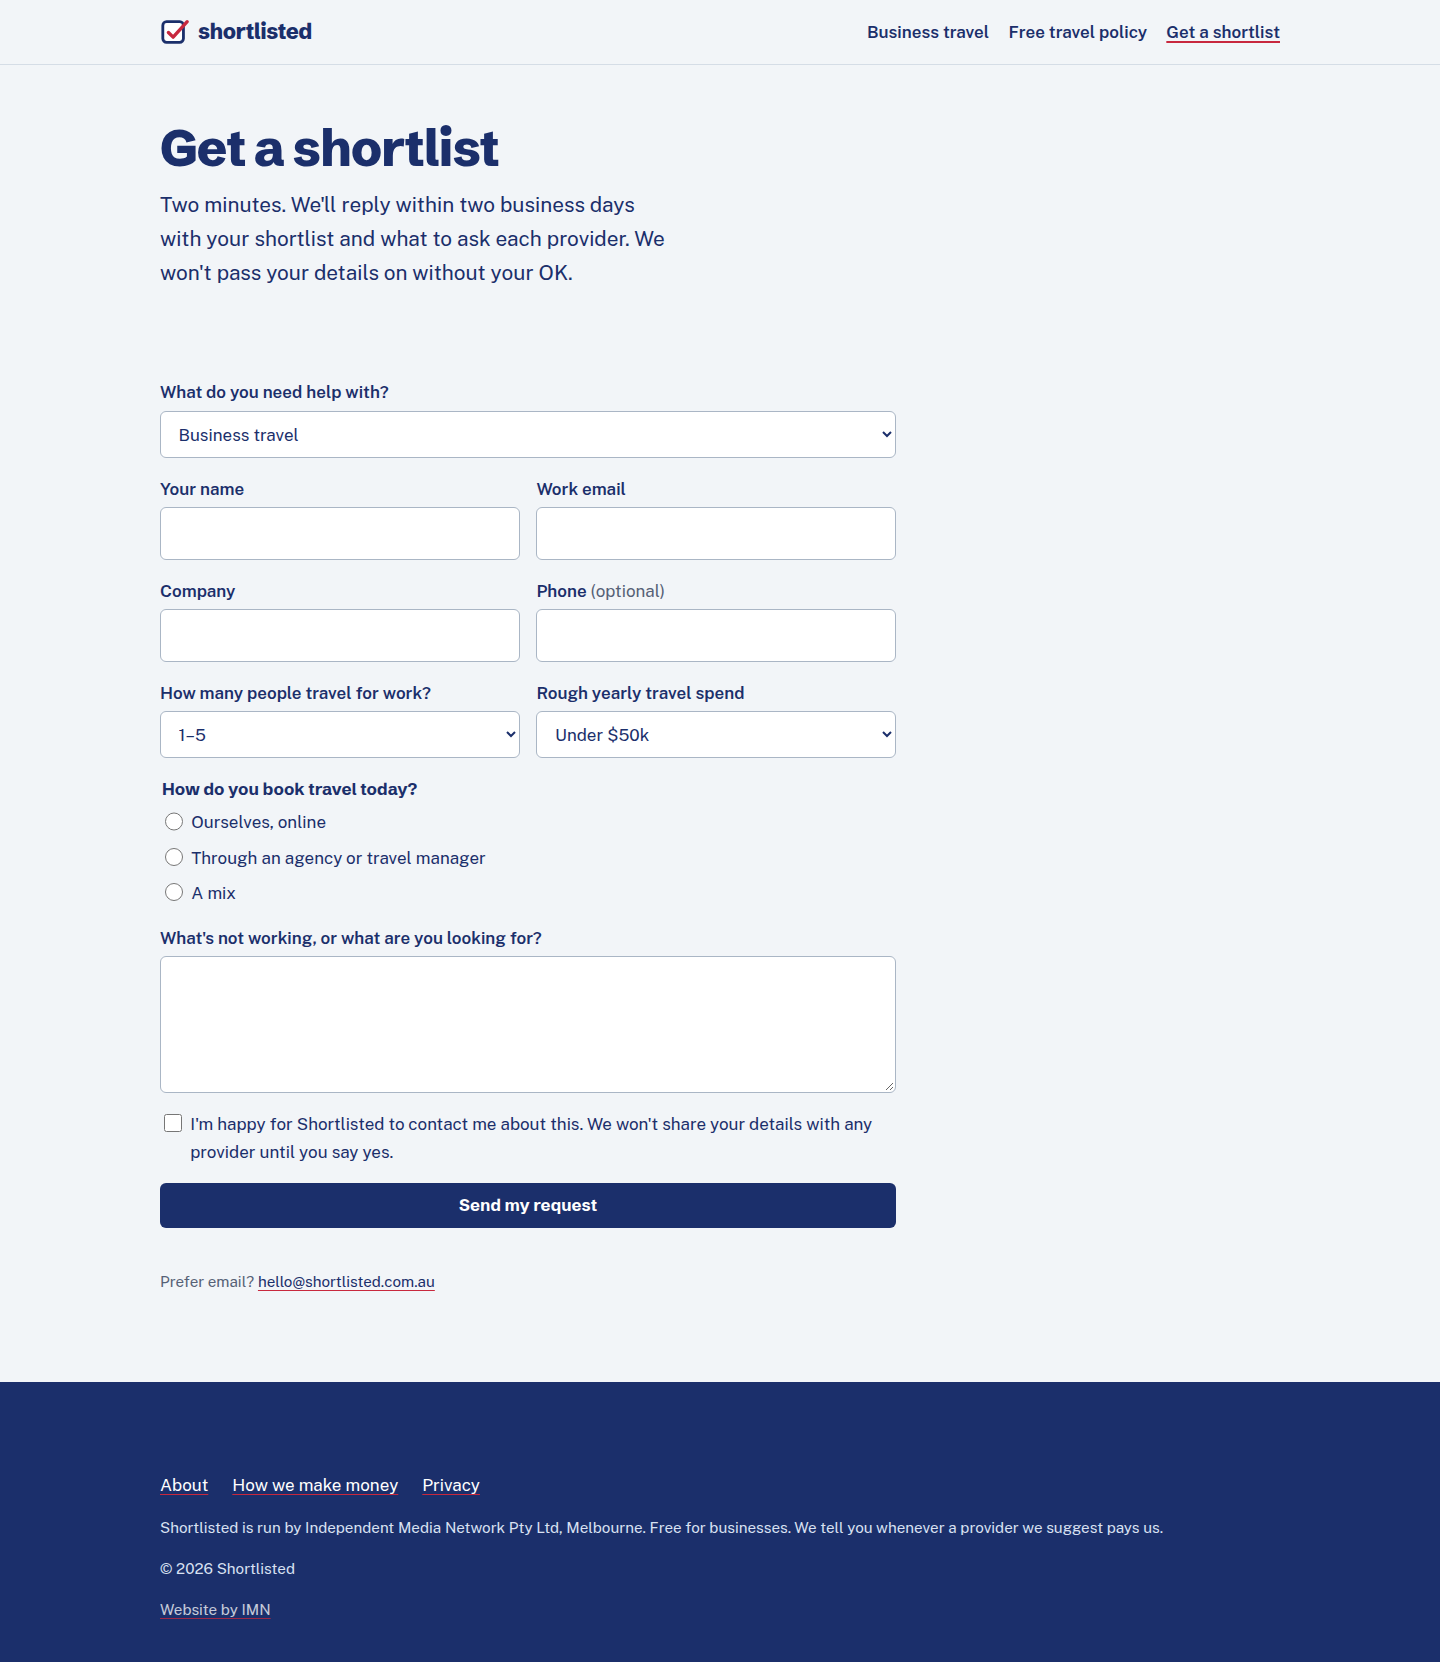 shortlisted
Business travel Free travel policy Get a shortlist
Get a shortlist
Two minutes. We'll reply within two business days
with your shortlist and what to ask each provider. We
won't pass your details on without your OK.
What do you need help with?
Business travel
Your name Work email
Company Phone (optional)
How many people travel for work? Rough yearly travel spend
1–5 Under $50k
How do you book travel today?
Ourselves, online
Through an agency or travel manager
A mix
What's not working, or what are you looking for?
I'm happy for Shortlisted to contact me about this. We won't share your details with any
provider until you say yes.
Send my request
Prefer email? hello@shortlisted.com.au
About How we make money Privacy
Shortlisted is run by Independent Media Network Pty Ltd, Melbourne. Free for businesses. We tell you whenever a provider we suggest pays us.
© 2026 Shortlisted
Website by IMN